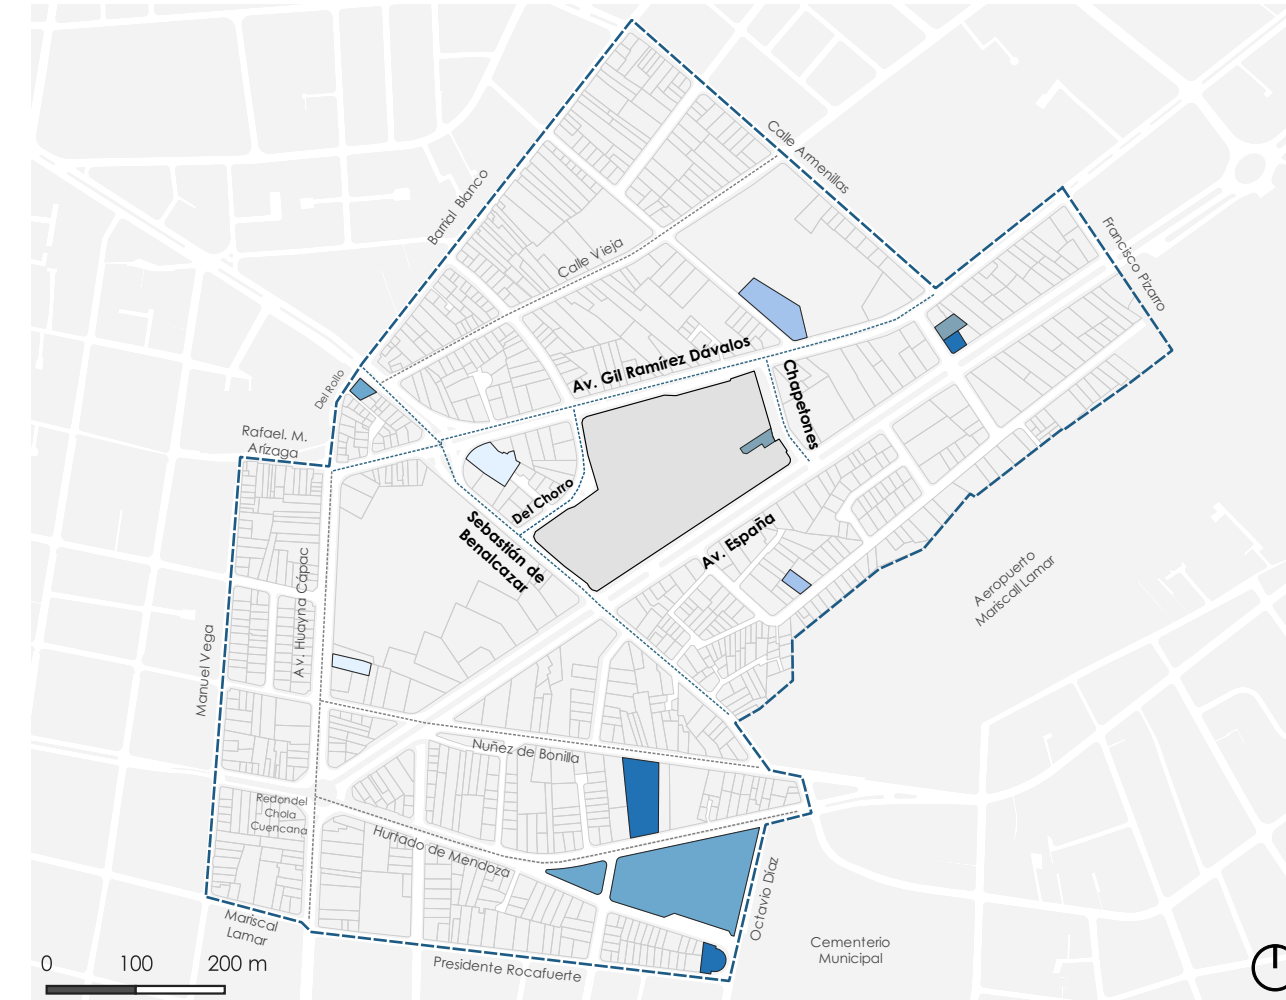 Calle Armenillas
Barrial Blanco
Francisco Pizarro
Calle Vieja
Av. Gil Ramírez Dávalos
Chapetones
Del Rollo
Rafael. M.
Arízaga
Del Chorro
Sebastián de
Benalcazar
Av. España
Aeropuerto
Mariscall Lamar
Av. Huayna Cápac
Manuel Vega
Nuñez de Bonilla
Redondel
Chola
Cuencana
Hurtado de Mendoza
Octavio Díaz
Mariscal
Lamar
Cementerio
Municipal
Presidente Rocafuerte
0 100 200 m